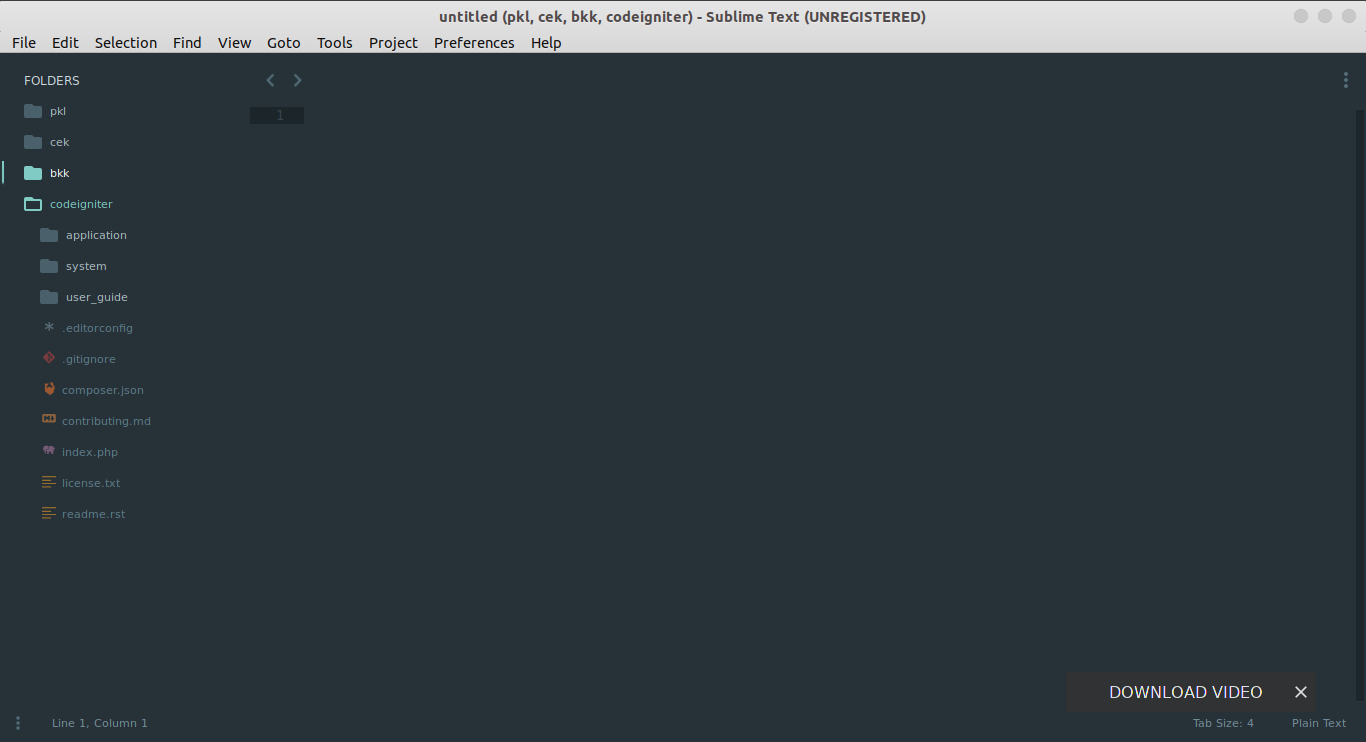 untitled (pkl, cek, bkk, codeigniter) - Sublime Text (UNREGISTERED)
File Edit Selection Find View Goto Tools Project Preferences Help
FOLDERS
pkl
1
cek
bkk
codeigniter
application
system
user_guide
.editorconfig
.gitignore
composer.json
contributing.md
index.php
license.txt
readme.rst
DOWNLOAD VIDEO
Line 1, Column 1 Tab Size: 4 Plain Text